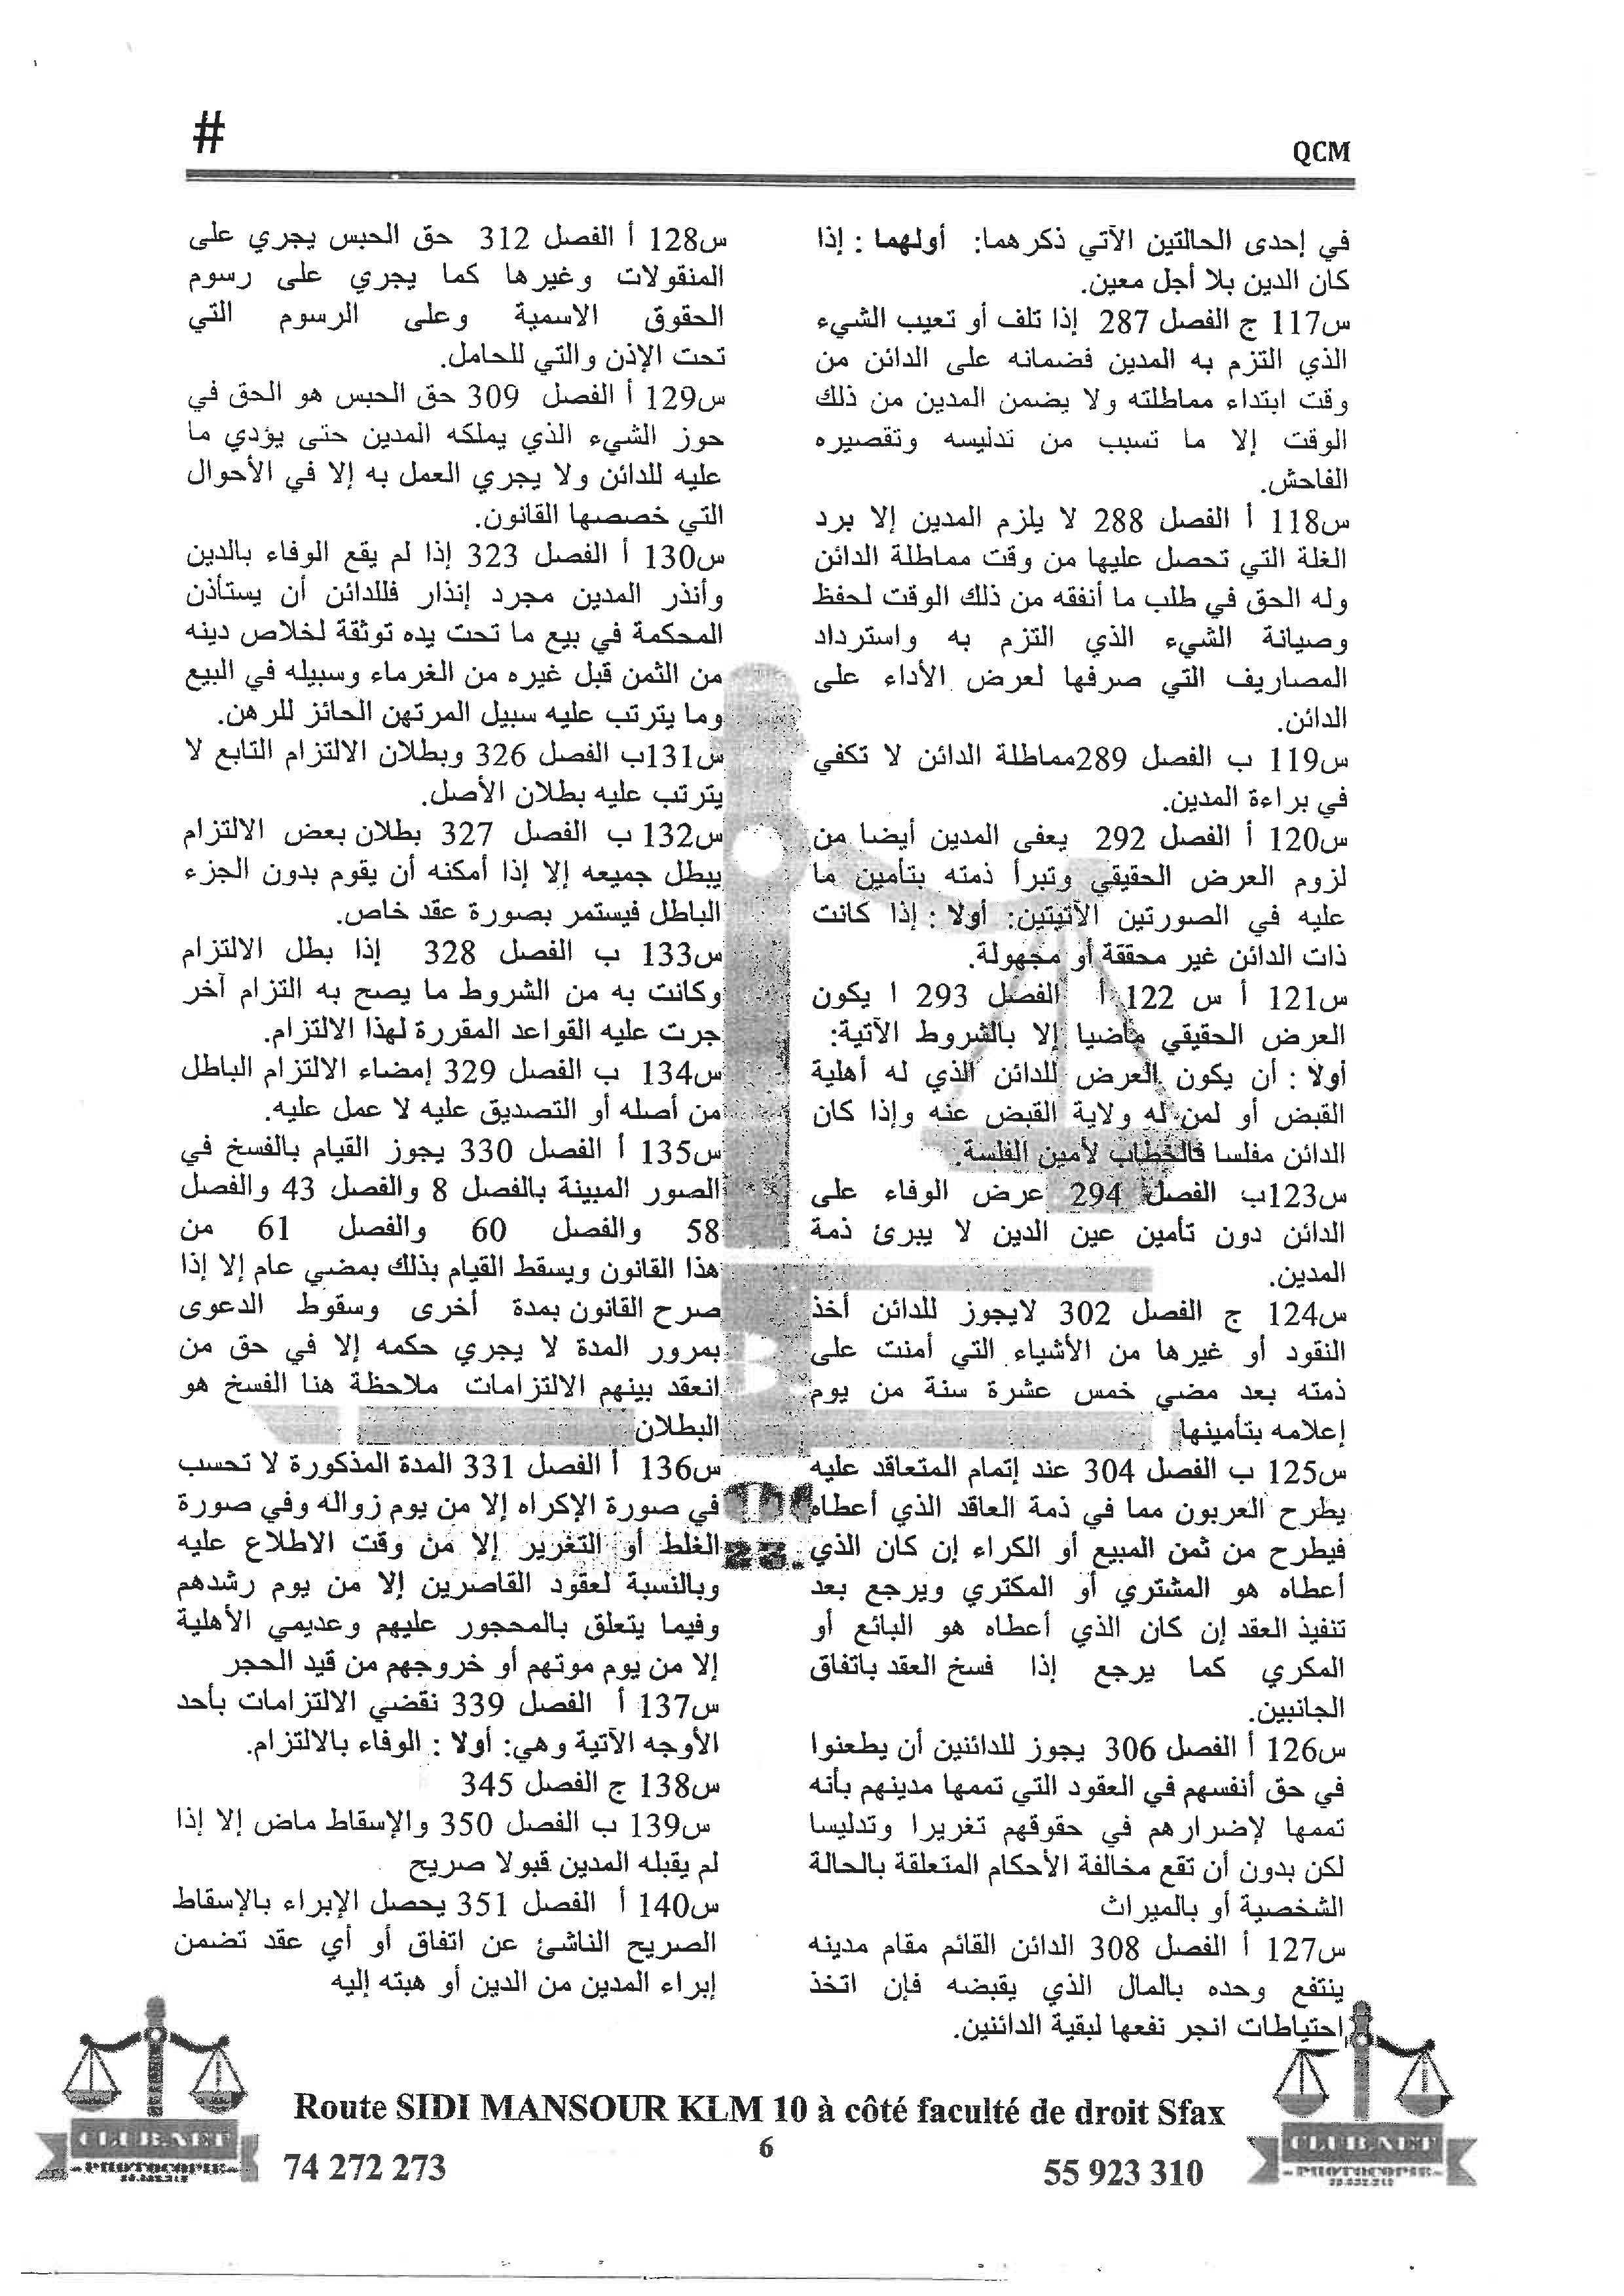 #
QCM
في إحدى الحالتين الآتي ذكرهما: أولهما : إذا
كان الدين بلا أجل معين.
س117 ج الفصل 287 إذا تلف أو تعيب الشيء
الذي التزم به المدين فضمانه على الدائن من
وقت ابتداء مماطلته ولا يضمن المدين من ذلك
الوقت إلا ما تسبب من تدليسه وتقصيره
الفاحش.
س118 أ الفصل 288 لا يلزم المدين إلا برد
الغلة التي تحصل عليها من وقت مماطلة الدائن
وله الحق في طلب ما أنفقه من ذلك الوقت لحفظ
وصيانة الشيء الذي التزم به واسترداد
المصاريف التي صرفها لعرض الأداء على
الدائن.
س119 ب الفصل 289مماطلة الدائن لا تكفي
في براءة المدين.
س120 أ الفصل 292 يعفى المدين أيضا من
لزوم العرض الحقيقي وتبرأ ذمته بتأمين ما
عليه في الصورتين الآتيتين: أولا : إذا كانت
ذات الدائن غير محققة أو مجهولة.
س121 أ س 122 أ الفصل 293 ا يكون
العرض الحقيقي ماضيا إلا بالشروط الآتية:
أولا : أن يكون العرض للدائن الذي له أهلية
القبض أو لمن له ولاية القبض عنه وإذا كان
الدائن مفلسا فالخطاب لأمين الفلسة.
س123ب الفصل 294 عرض الوفاء على
الدائن دون تأمين عين الدين لا يبرئ ذمة
المدين.
س124 ج الفصل 302 لايجوز للدائن أخذ
النقود أو غيرها من الأشياء التي أمنت على
ذمته بعد مضي خمس عشرة سنة من يوم
إعلامه بتأمينها
س125 ب الفصل 304 عند إتمام المتعاقد عليه
يطرح العربون مما في ذمة العاقد الذي أعطاه
فيطرح من ثمن المبيع أو الكراء إن كان الذي
أعطاه هو المشتري أو المكتري ويرجع بعد
تنفيذ العقد إن كان الذي أعطاه هو البائع أو
المكري كما يرجع إذا فسخ العقد باتفاق
الجانبين.
س126 أ الفصل 306 يجوز للدائنين أن يطعنوا
في حق أنفسهم في العقود التي تممها مدينهم بأنه
تممها لإضرارهم في حقوقهم تغريرا وتدليسا
لكن بدون أن تقع مخالفة الأحكام المتعلقة بالحالة
الشخصية أو بالميراث
س127 أ الفصل 308 الدائن القائم مقام مدينه
ينتفع وحده بالمال الذي يقبضه فإن اتخذ
احتياطات انجر نفعها لبقية الدائنين.
س128 أ الفصل 312 حق الحبس يجري على
المنقولات وغيرها كما يجري على رسوم
الحقوق الاسمية وعلى الرسوم التي
تحت الإذن والتي للحامل.
س129 أ الفصل 309 حق الحبس هو الحق في
حوز الشيء الذي يملكه المدين حتى يؤدي ما
عليه للدائن ولا يجري العمل به إلا في الأحوال
التي خصصها القانون.
س130 أ الفصل 323 إذا لم يقع الوفاء بالدين
وأنذر المدين مجرد إنذار فللدائن أن يستأذن
المحكمة في بيع ما تحت يده توثقة لخلاص دينه
من الثمن قبل غيره من الغرماء وسبيله في البيع
وما يترتب عليه سبيل المرتهن الحائز للرهن.
س131ب الفصل 326 وبطلان الالتزام التابع لا
يترتب عليه بطلان الأصل.
س132 ب الفصل 327 بطلان بعض الالتزام
يبطل جميعه إلا إذا أمكنه أن يقوم بدون الجزء
الباطل فيستمر بصورة عقد خاص.
س133 ب الفصل 328 إذا بطل الالتزام
وكانت به من الشروط ما يصح به التزام آخر
جرت عليه القواعد المقررة لهذا الالتزام.
س134 ب الفصل 329 إمضاء الالتزام الباطل
من أصله أو التصديق عليه لا عمل عليه.
س135 أ الفصل 330 يجوز القيام بالفسخ في
الصور المبينة بالفصل 8 والفصل 43 والفصل
58 والفصل 60 والفصل 61 من
هذا القانون ويسقط القيام بذلك بمضي عام إلا إذا
صرح القانون بمدة أخرى وسقوط الدعوى
بمرور المدة لا يجري حكمه إلا في حق من
انعقد بينهم الالتزامات ملاحظة هنا الفسخ هو
البطلان
س136 أ الفصل 331 المدة المذكورة لا تحسب
في صورة الإكراه إلا من يوم زواله وفي صورة
الغلط أو التغرير إلا من وقت الاطلاع عليه
وبالنسبة لعقود القاصرين إلا من يوم رشدهم
وفيما يتعلق بالمحجور عليهم وعديمي الأهلية
إلا من يوم موتهم أو خروجهم من قيد الحجر
س137 أ الفصل 339 نقضي الالتزامات بأحد
الأوجه الآتية وهي: أولا : الوفاء بالالتزام.
س138 ج الفصل 345
س139 ب الفصل 350 والإسقاط ماض إلا إذا
لم يقبله المدين قبولا صريح
س140 أ الفصل 351 يحصل الإبراء بالإسقاط
الصريح الناشئ عن اتفاق أو أي عقد تضمن
إبراء المدين من الدين أو هبته إليه
Route SIDI MANSOUR KLM 10 à côté faculté de droit Sfax
6
74 272 273
55 923 310
CLUB.NET
PHOTOCOPIE
CLUB.NET
PHOTOCOPIE